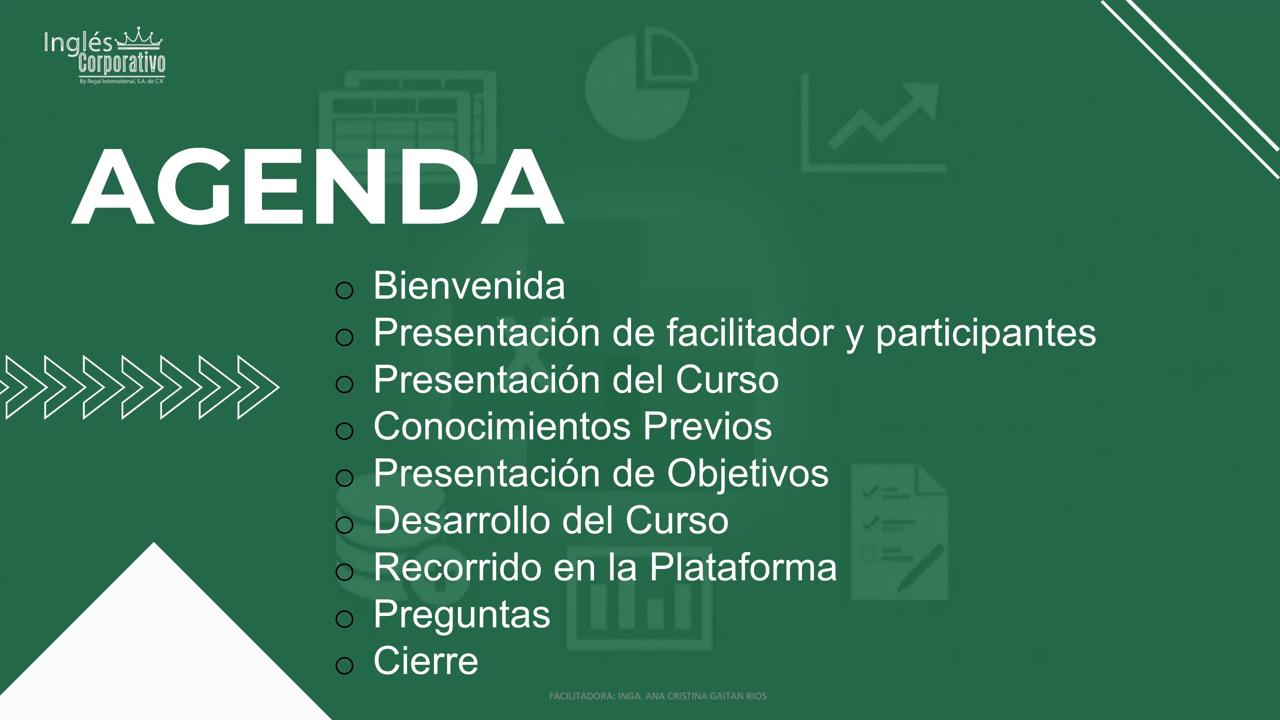 Inglés
Corporativo
By Regal International, S.A. de C.V.
AGENDA
Bienvenida
Presentación de facilitador y participantes
Presentación del Curso
Conocimientos Previos
Presentación de Objetivos
Desarrollo del Curso
Recorrido en la Plataforma
Preguntas
Cierre
FACILITADORA: INGA. ANA CRISTINA GAITAN RIOS